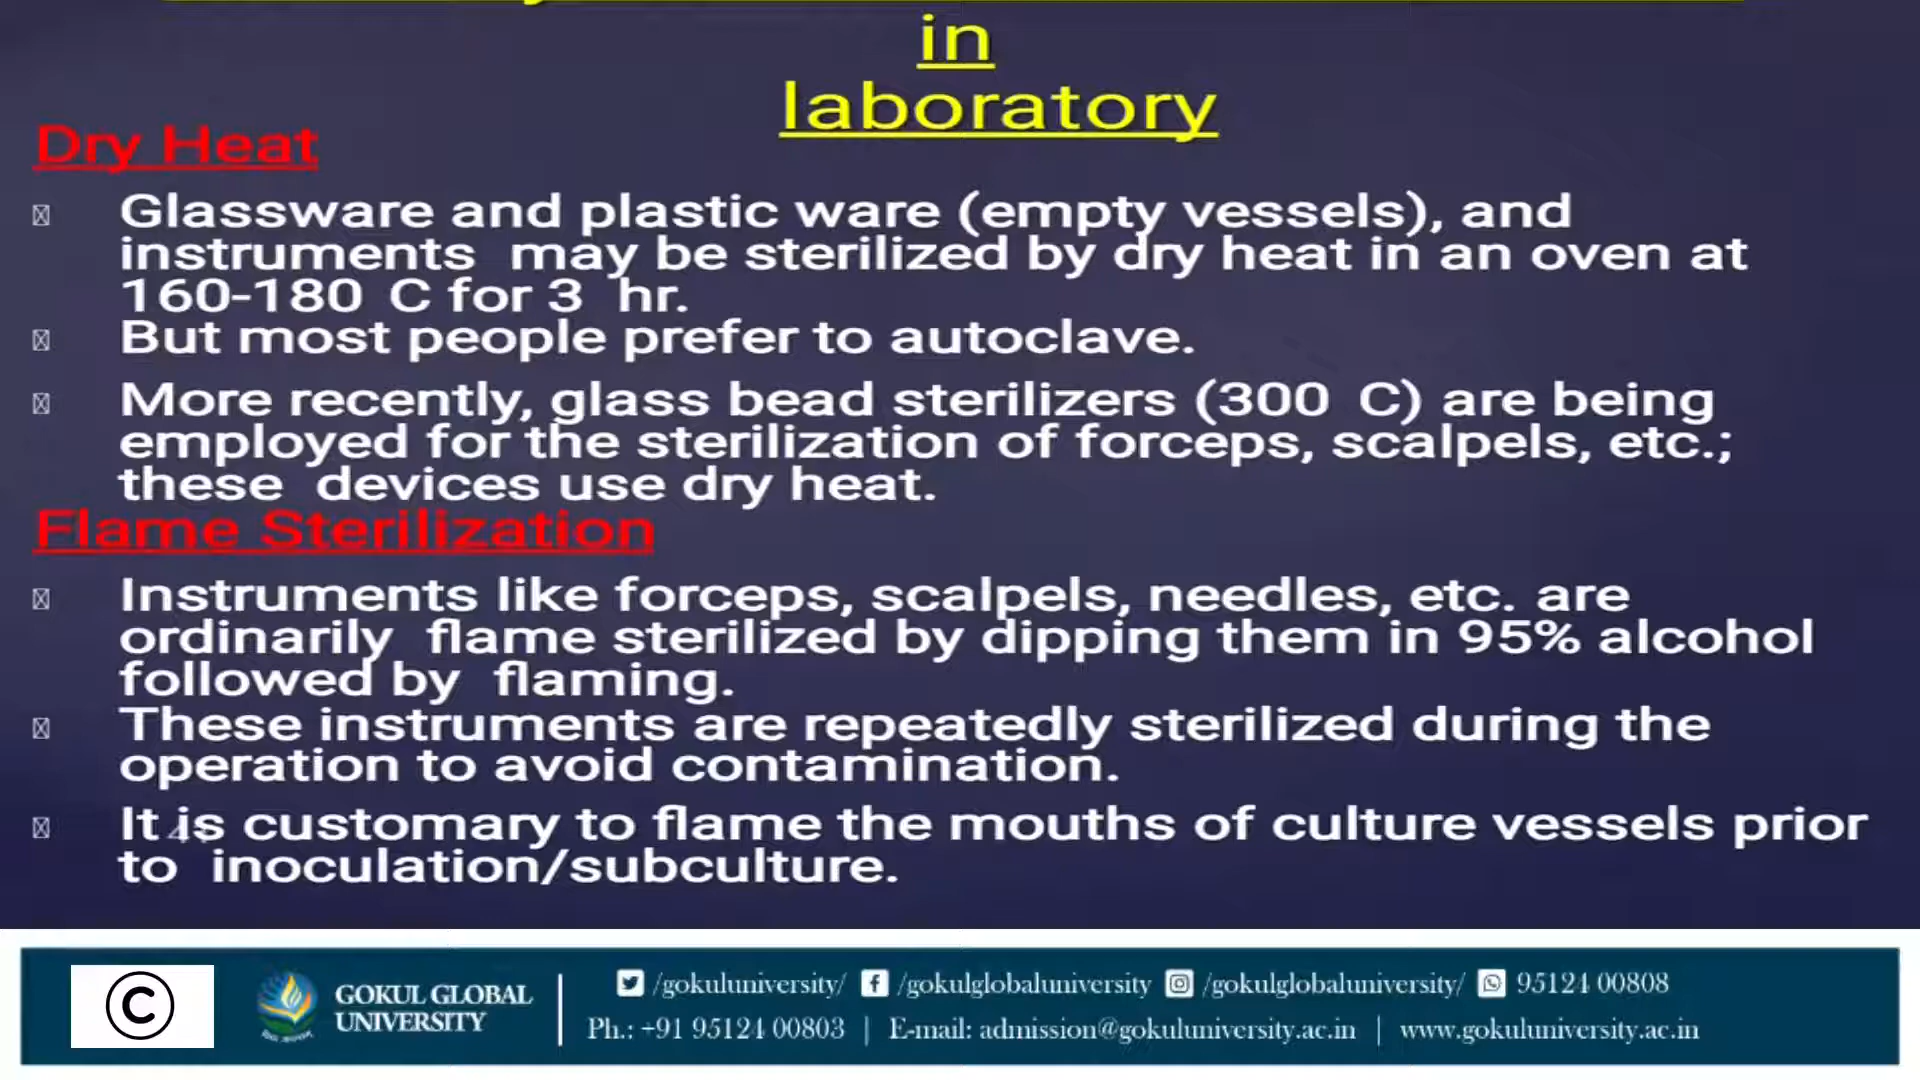 in
laboratory
Dry Heat
Glassware and plastic ware (empty vessels), and
instruments may be sterilized by dry heat in an oven at
160-180 C for 3 hr.
But most people prefer to autoclave.
More recently, glass bead sterilizers (300 C) are being
employed for the sterilization of forceps, scalpels, etc.;
these devices use dry heat.
Flame Sterilization
Instruments like forceps, scalpels, needles, etc. are
ordinarily flame sterilized by dipping them in 95% alcohol
followed by flaming.
These instruments are repeatedly sterilized during the
operation to avoid contamination.
It is customary to flame the mouths of culture vessels prior
to inoculation/subculture.
©
GOKUL GLOBAL
UNIVERSITY
/gokuluniversity/ /gokulglobaluniversity /gokulglobaluniversity/ 95124 00808
Ph.: +91 95124 00803 | E-mail: admission@gokuluniversity.ac.in | www.gokuluniversity.ac.in